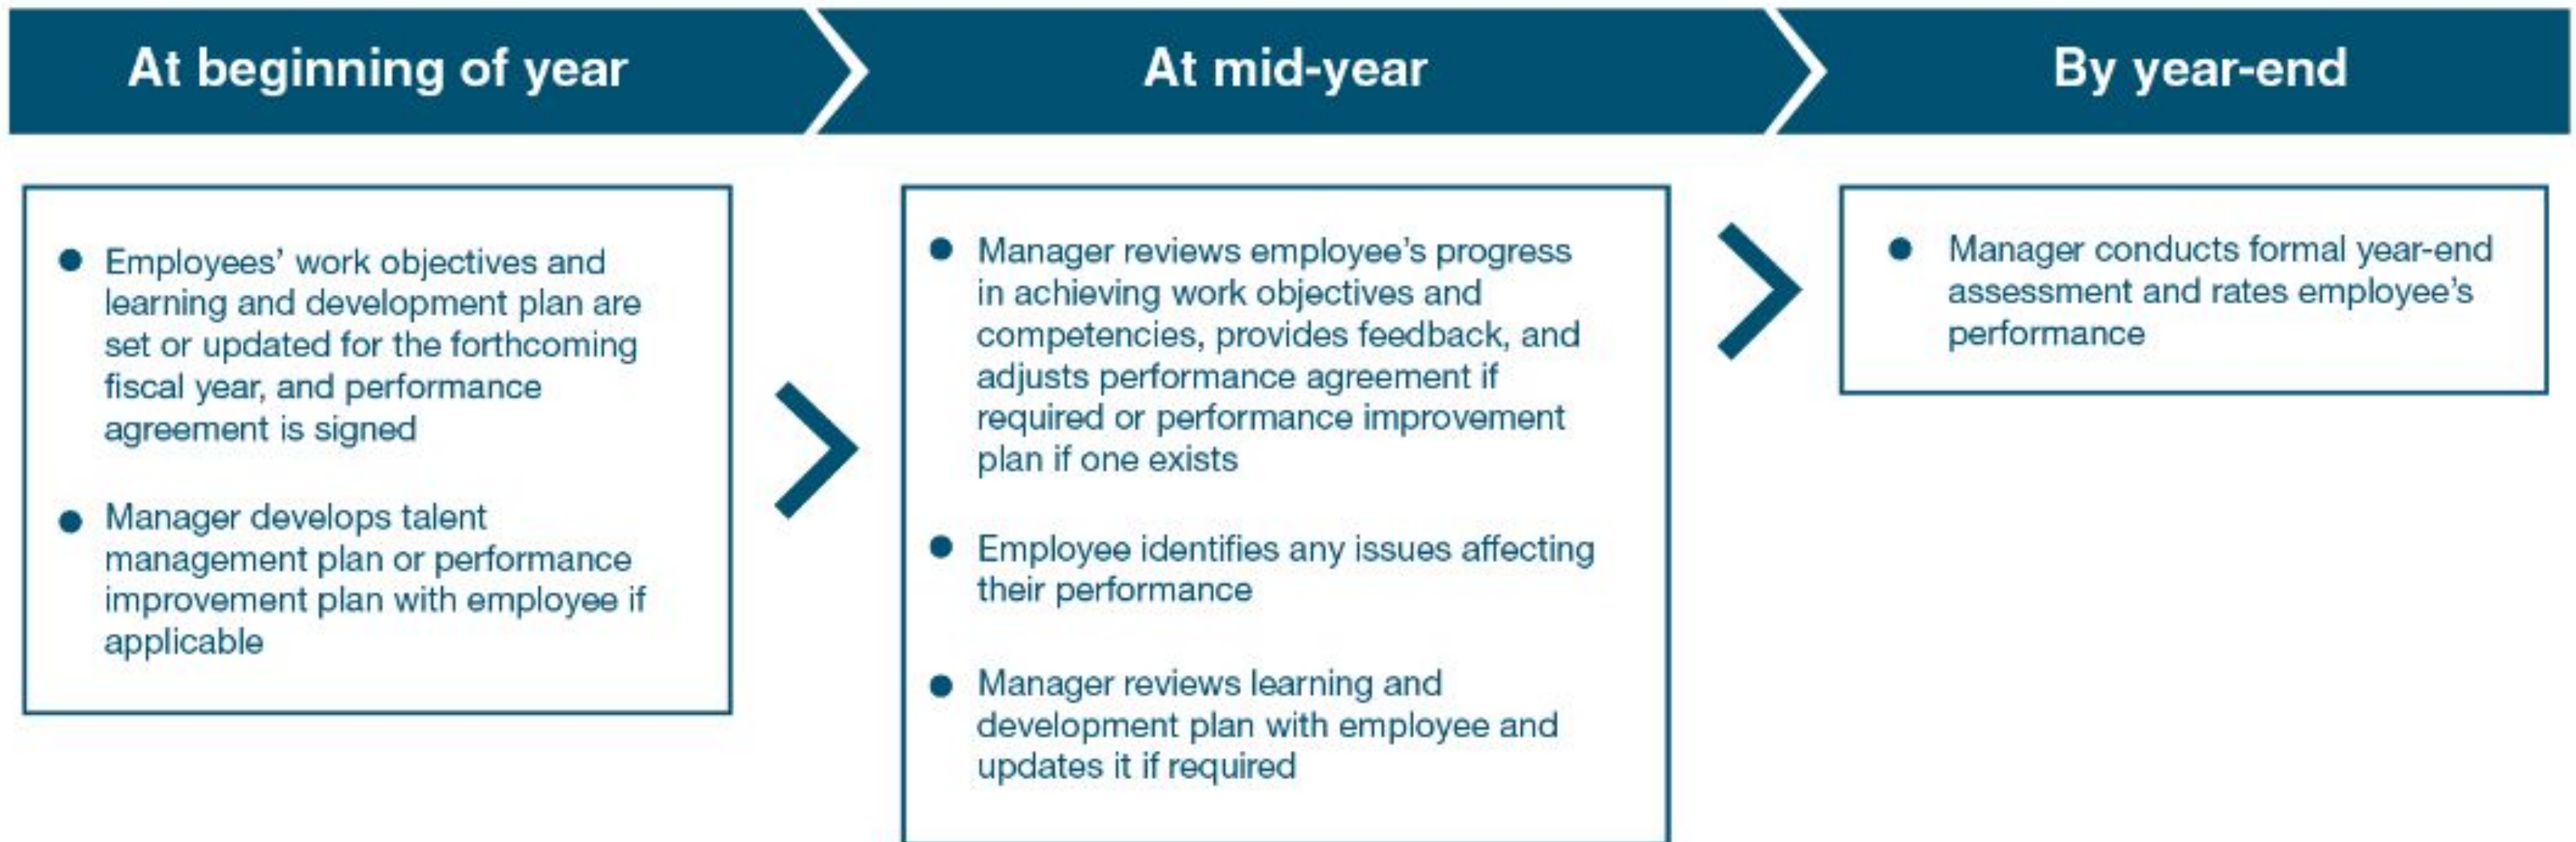 At beginning of year
At mid-year
By year-end
● Employees’ work objectives and
learning and development plan are
set or updated for the forthcoming
fiscal year, and performance
agreement is signed
● Manager develops talent
management plan or performance
improvement plan with employee if
applicable
● Manager reviews employee’s progress
in achieving work objectives and
competencies, provides feedback, and
adjusts performance agreement if
required or performance improvement
plan if one exists
● Employee identifies any issues affecting
their performance
● Manager reviews learning and
development plan with employee and
updates it if required
● Manager conducts formal year-end
assessment and rates employee’s
performance